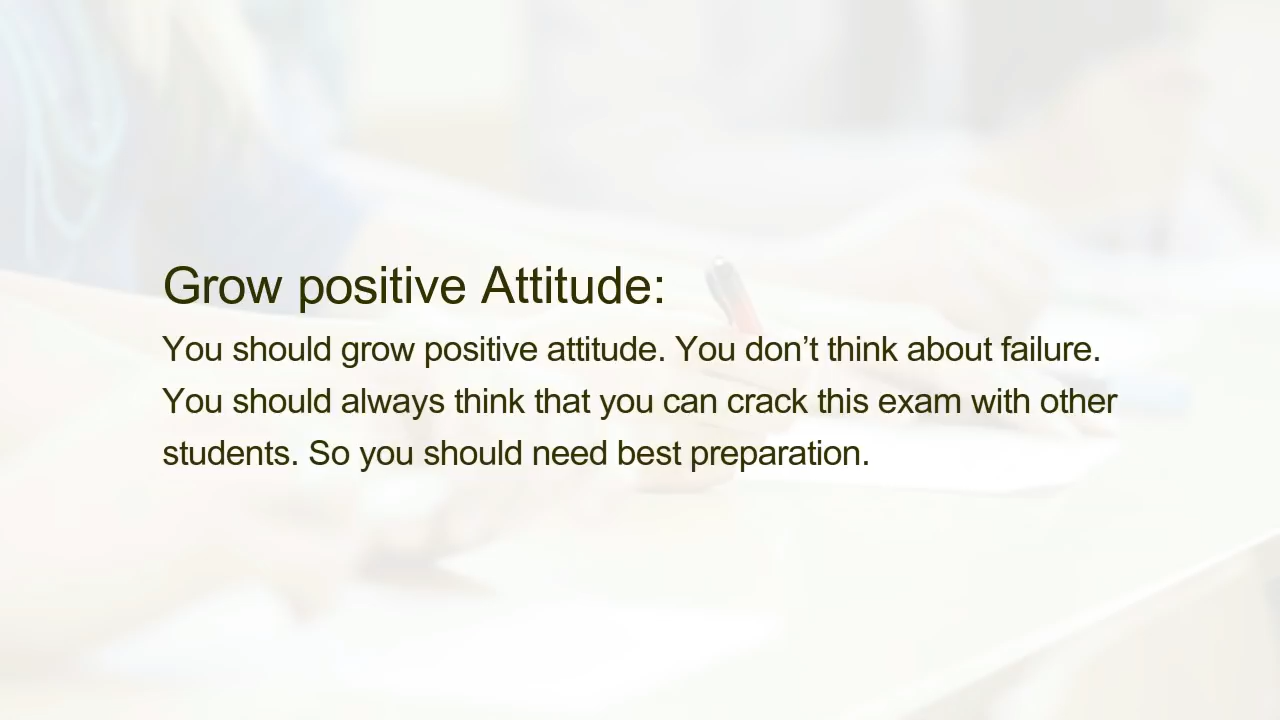 Grow positive Attitude:
You should grow positive attitude. You don’t think about failure.
You should always think that you can crack this exam with other
students. So you should need best preparation.